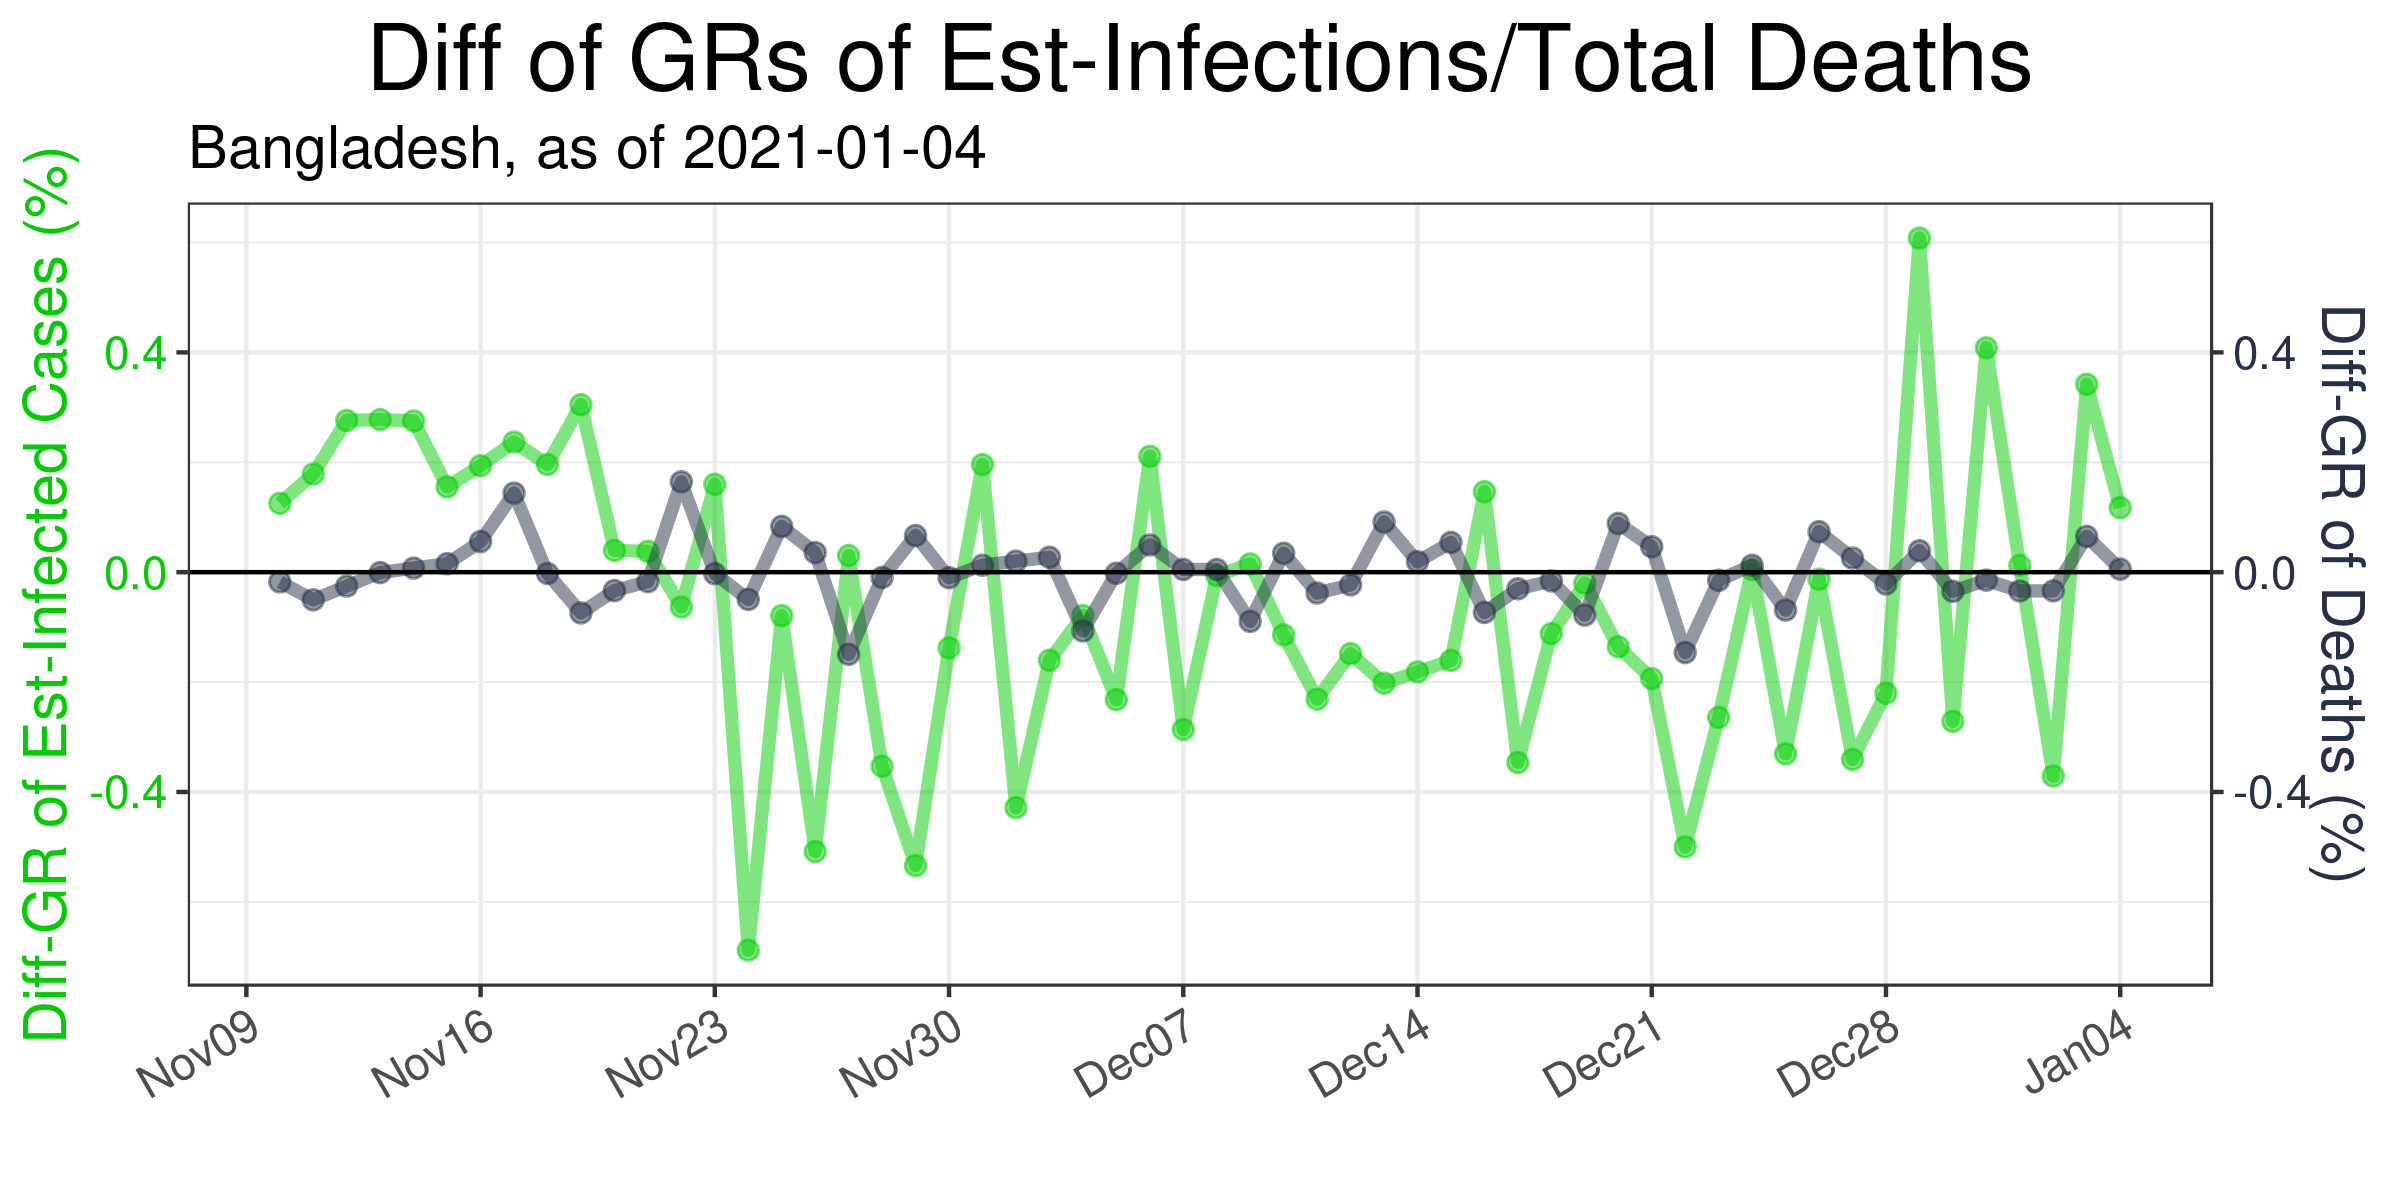 Diff of GRs of Est-Infections/Total Deaths
Bangladesh, as of 2021-01-04
Diff-GR of Est-Infected Cases (%)
0.4
0.0
-0.4
0.4
0.0
-0.4
Diff-GR of Deaths (%)
Nov09
Nov16
Nov23
Nov30
Dec07
Dec14
Dec21
Dec28
Jan04